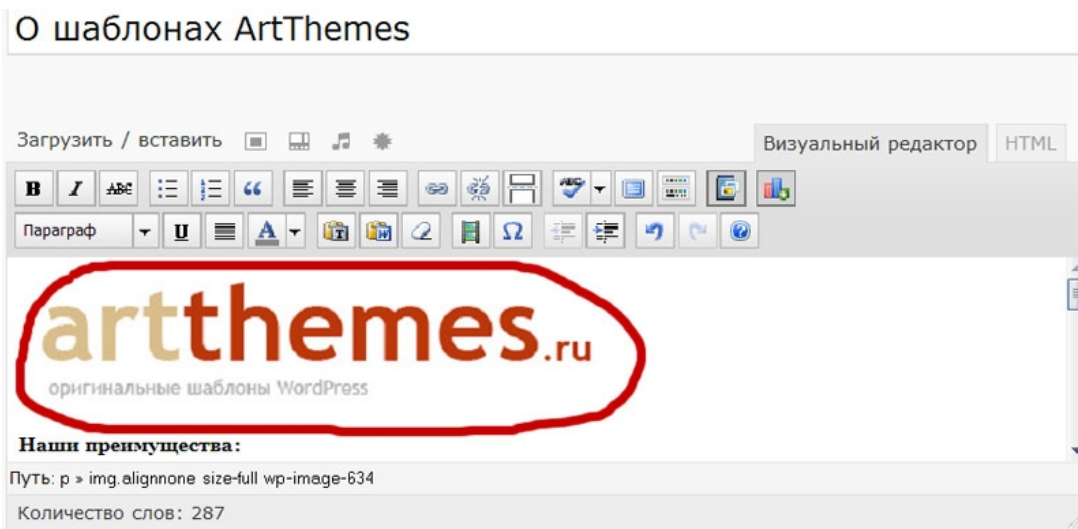 О шаблонах ArtThemes
Загрузить / вставить
Визуальный редактор HTML
B I ABC “ ABC
Параграф U A T W Ω ?
artthemes.ru
оригинальные шаблоны WordPress
Наши преимущества:
Путь: p » img.alignnone size-full wp-image-634
Количество слов: 287